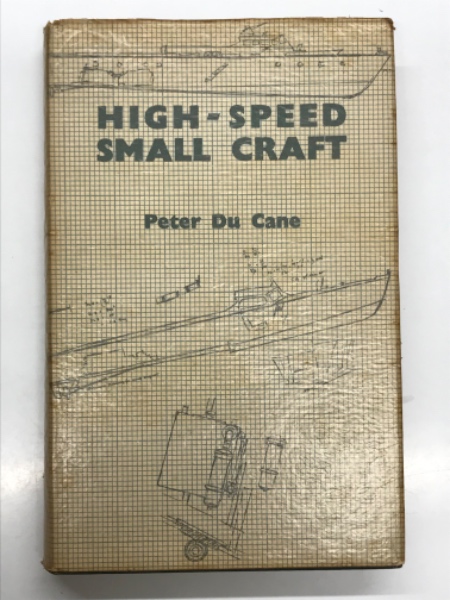 HIGH-SPEED
SMALL CRAFT
Peter Du Cane